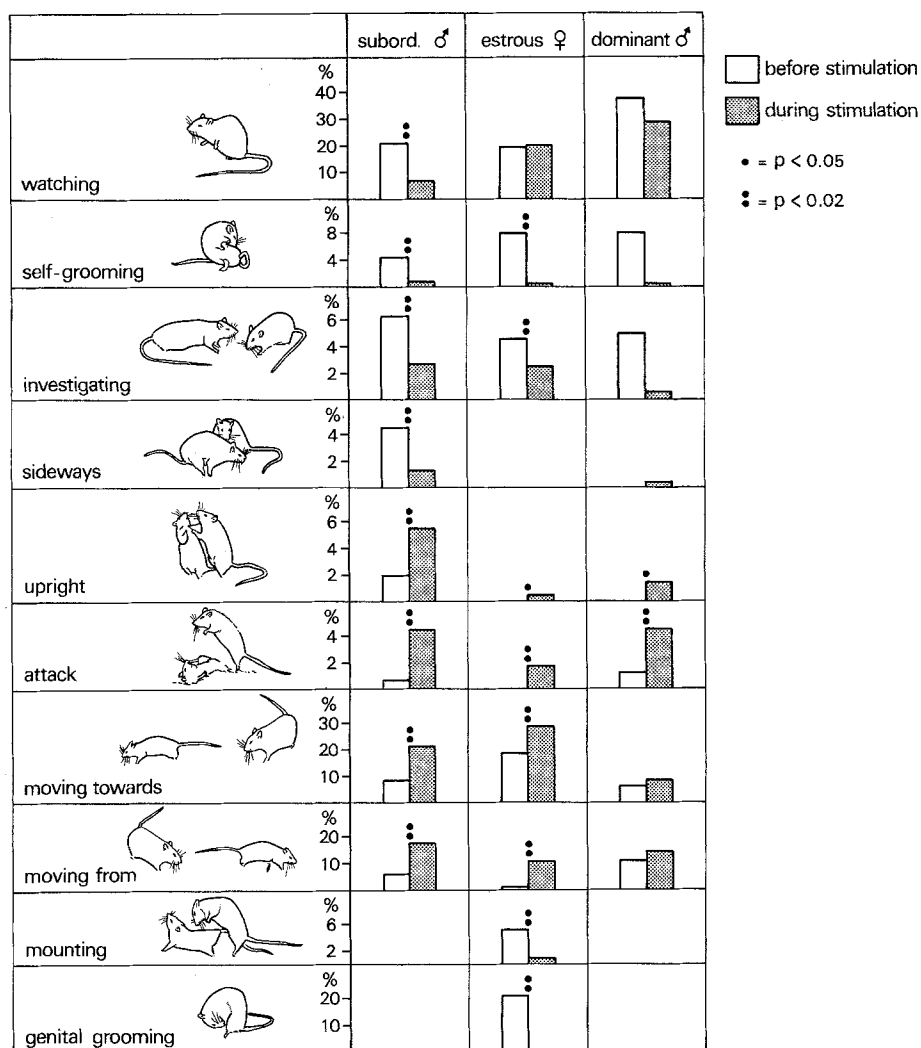 subord. ♂ estrous ♀ dominant ♂
before stimulation
during stimulation
• = p < 0.05
: = p < 0.02
%
40
30
20
10
watching
%
8
4
self-grooming
%
6
4
2
investigating
%
4
2
sideways
%
6
4
2
upright
%
4
2
attack
%
30
20
10
moving towards
%
20
10
moving from
%
6
2
mounting
%
20
10
genital grooming